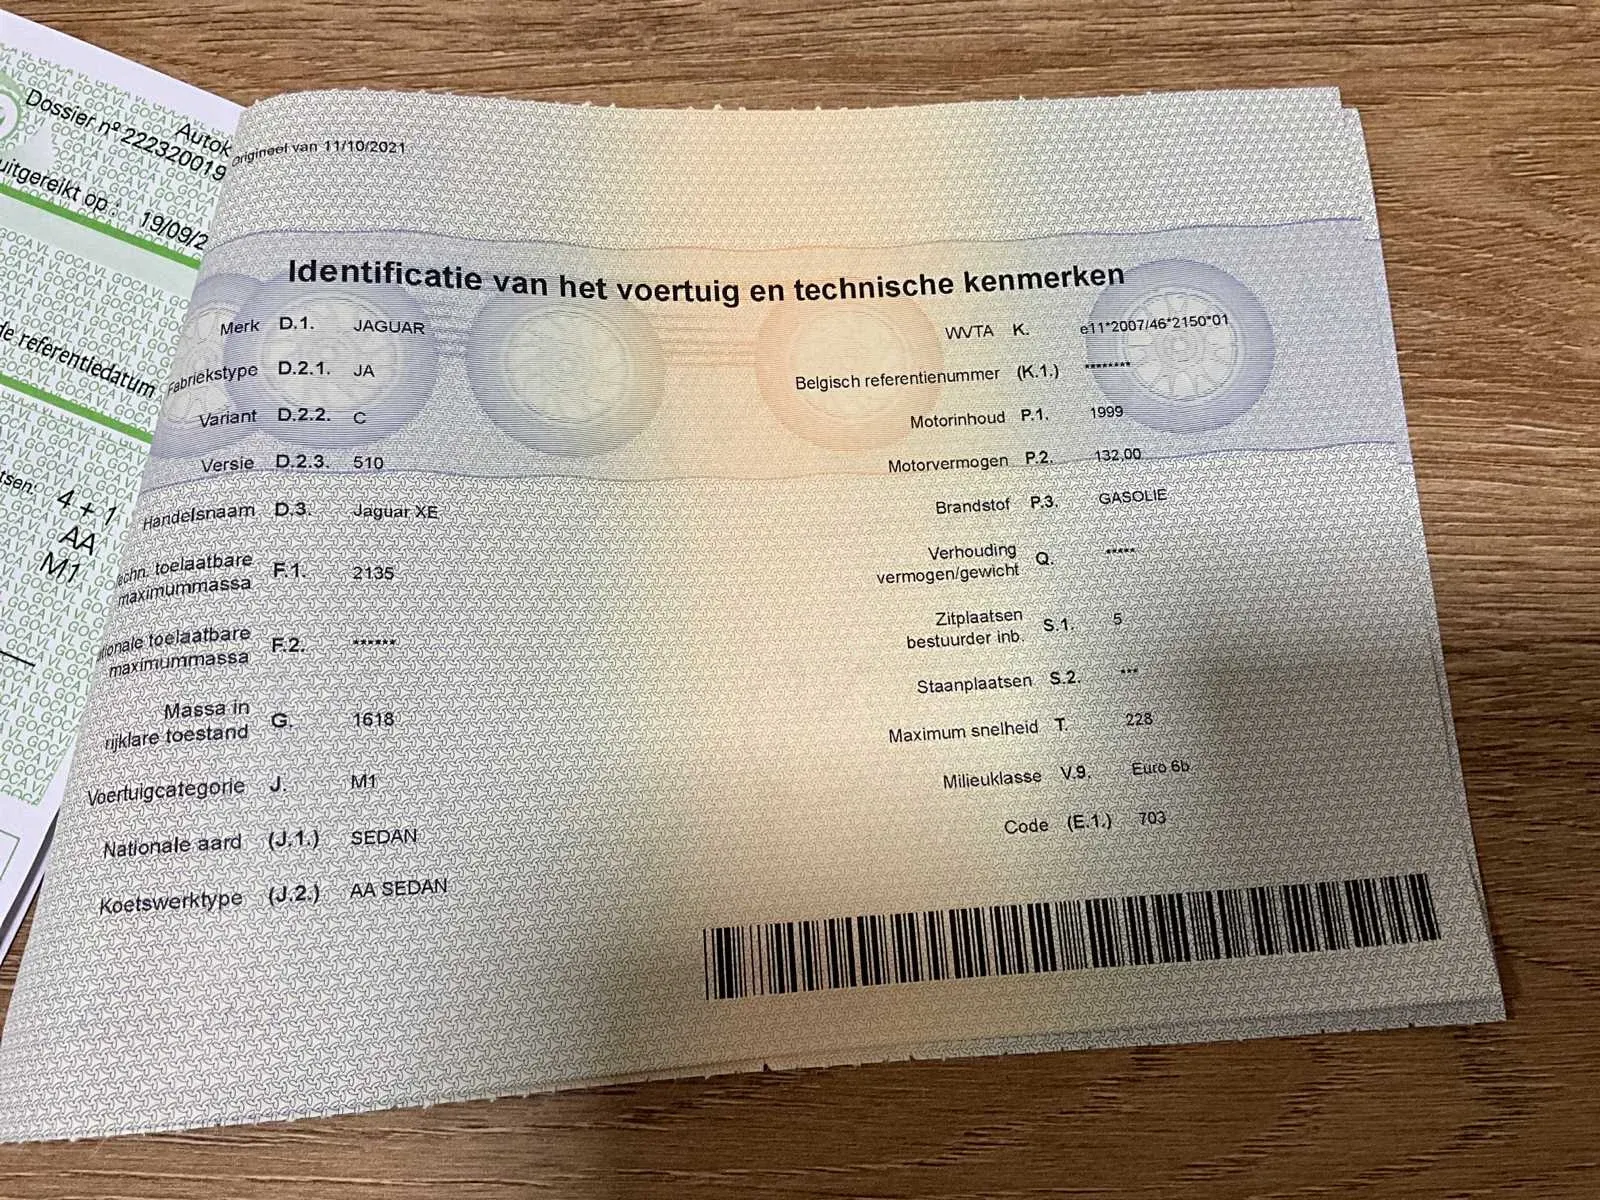 Autok
Dossier nº 222320019
uitgereikt op : 19/09/2
de referentiedatum
tsen: 4 + 1
AA
M1
Origineel van 11/10/2021
Identificatie van het voertuig en technische kenmerken
Merk D.1. JAGUAR
Fabriekstype D.2.1. JA
Variant D.2.2. C
Versie D.2.3. 510
Handelsnaam D.3. Jaguar XE
echn. toelaatbare
maximummassa F.1. 2135
tionale toelaatbare
maximummassa F.2. ******
Massa in
rijklare toestand G. 1618
Voertuigcategorie J. M1
Nationale aard (J.1.) SEDAN
Koetswerktype (J.2.) AA SEDAN
WVTA K. e11*2007/46*2150*01
Belgisch referentienummer (K.1.) ********
Motorinhoud P.1. 1999
Motorvermogen P.2. 132,00
Brandstof P.3. GASOLIE
Verhouding
vermogen/gewicht Q. *****
Zitplaatsen
bestuurder inb. S.1. 5
Staanplaatsen S.2. ***
Maximum snelheid T. 228
Milieuklasse V.9. Euro 6b
Code (E.1.) 703